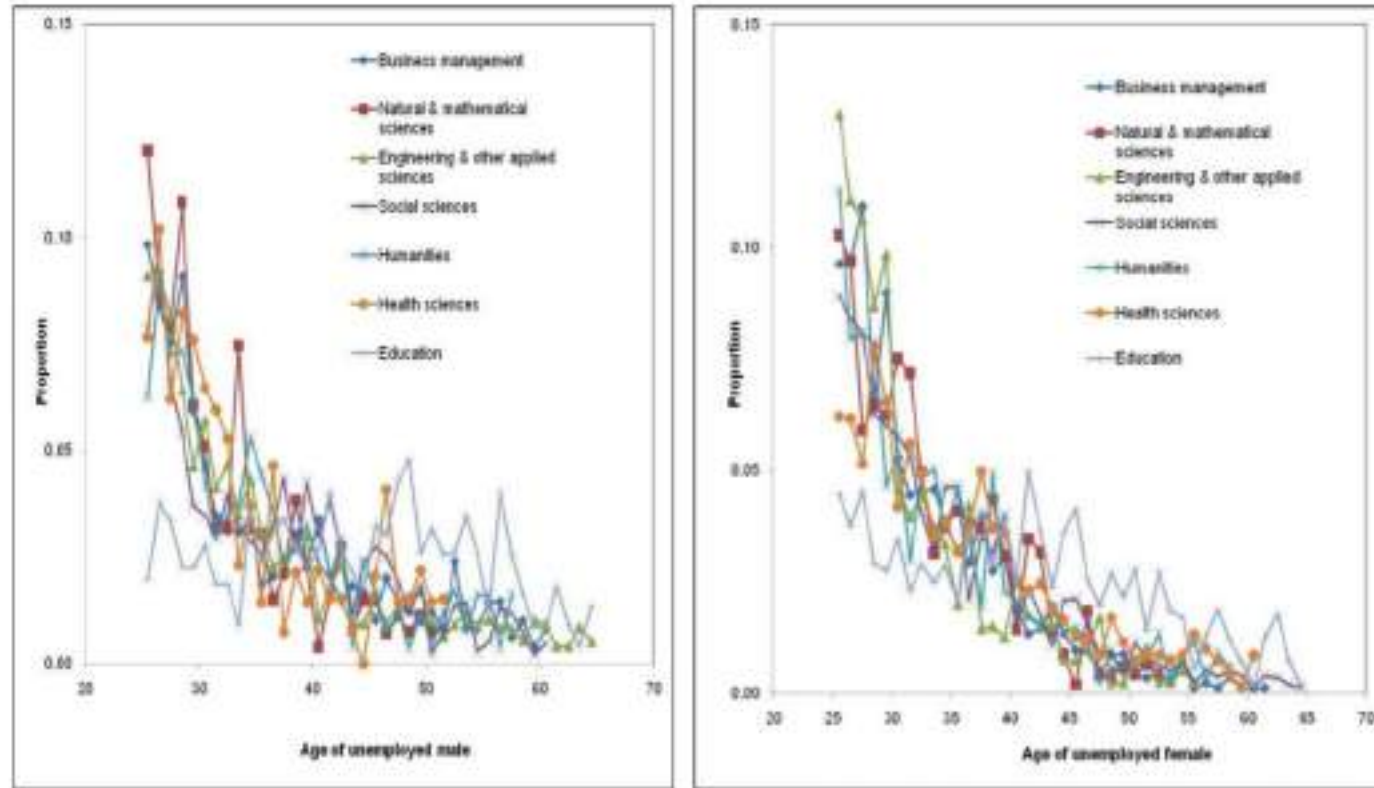 0.15
0.10
0.05
0.00
Proportion
20
30
40
50
60
70
Age of unemployed male
Business management
Natural & mathematical
sciences
Engineering & other applied
sciences
Social sciences
Humanities
Health sciences
Education
0.15
0.10
0.05
0.00
Proportion
20
25
30
35
40
45
50
55
60
65
70
Age of unemployed female
Business management
Natural & mathematical
sciences
Engineering & other applied
sciences
Social sciences
Humanities
Health sciences
Education